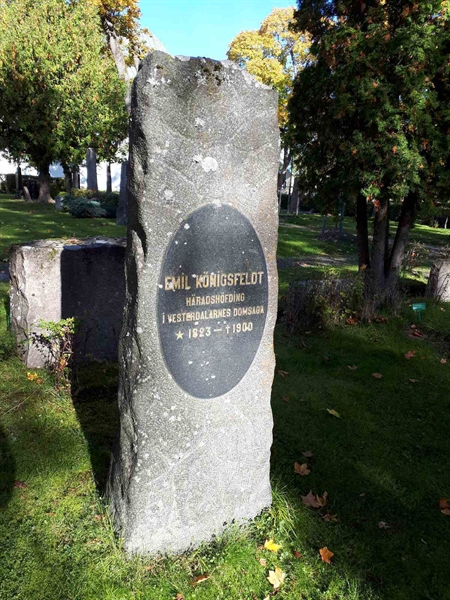 EMIL KÖNIGSFELDT
HÄRADSHÖFDING
I VESTERDALARNES DOMSAGA
* 1823 – † 1900